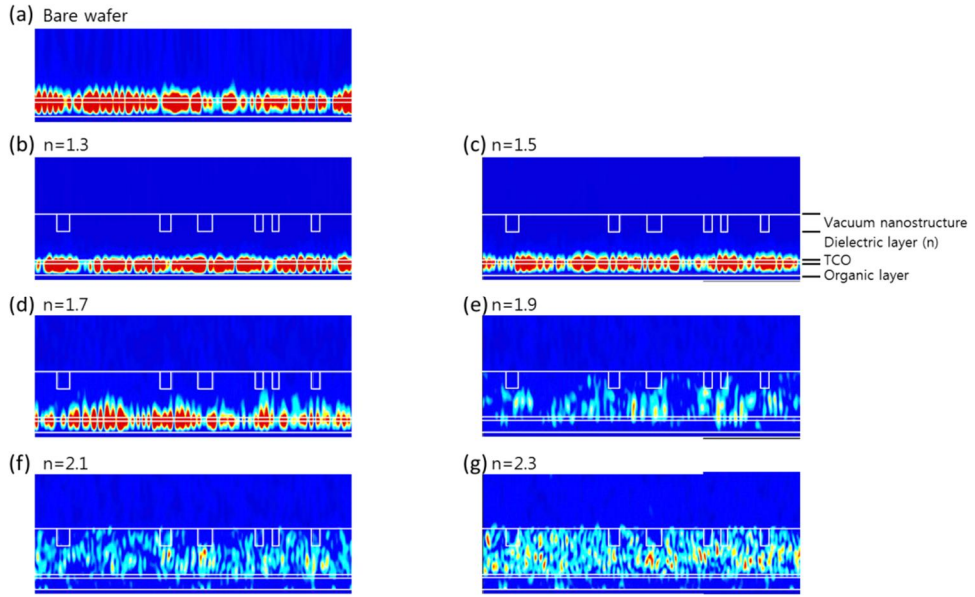 (a) Bare wafer
(b) n=1.3
(c) n=1.5
Vacuum nanostructure
Dielectric layer (n)
TCO
Organic layer
(d) n=1.7
(e) n=1.9
(f) n=2.1
(g) n=2.3